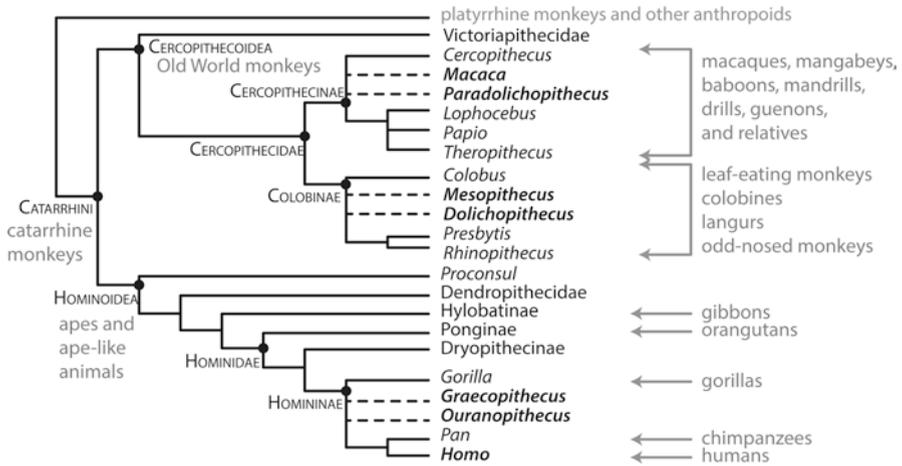 platyrrhine monkeys and other anthropoids
Victoriapithecidae
CERCOPITHECOIDEA
Old World monkeys
Cercopithecus
CERCOPITHECINAE
Macaca
Paradolichopithecus
Lophocebus
Papio
Theropithecus
macaques, mangabeys,
baboons, mandrills,
drills, guenons,
and relatives
CERCOPITHECIDAE
Colobus
COLOBINAE
Mesopithecus
Dolichopithecus
Presbytis
Rhinopithecus
leaf-eating monkeys
colobines
langurs
odd-nosed monkeys
CATARRHINI
catarrhine
monkeys
Proconsul
HOMINOIDEA
apes and
ape-like
animals
Dendropithecidae
Hylobatinae
gibbons
Ponginae
orangutans
HOMINIDAE
Dryopithecinae
Gorilla
gorillas
HOMININAE
Graecopithecus
Ouranopithecus
Pan
chimpanzees
Homo
humans